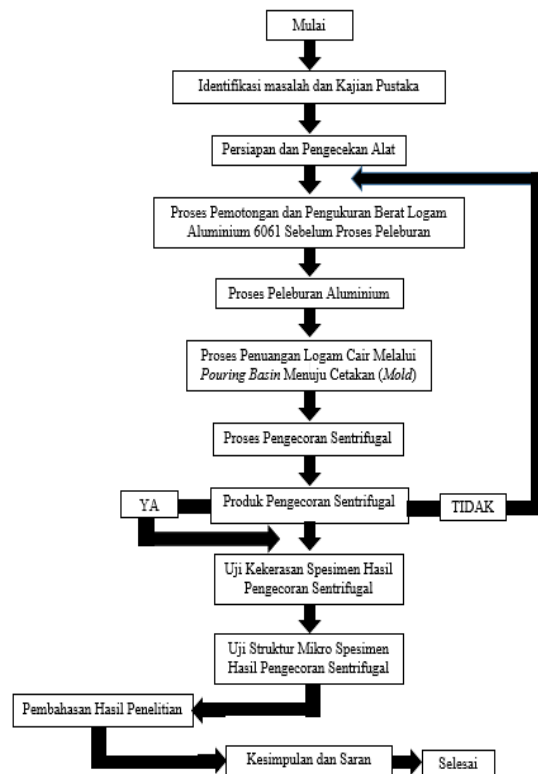 Mulai
Identifikasi masalah dan Kajian Pustaka
Persiapan dan Pengecekan Alat
Proses Pemotongan dan Pengukuran Berat Logam
Aluminium 6061 Sebelum Proses Peleburan
Proses Peleburan Aluminium
Proses Penuangan Logam Cair Melalui
Pouring Basin Menuju Cetakan (Mold)
Proses Pengecoran Sentrifugal
YA
Produk Pengecoran Sentrifugal
TIDAK
Uji Kekerasan Spesimen Hasil
Pengecoran Sentrifugal
Uji Struktur Mikro Spesimen
Hasil Pengecoran Sentrifugal
Pembahasan Hasil Penelitian
Kesimpulan dan Saran
Selesai